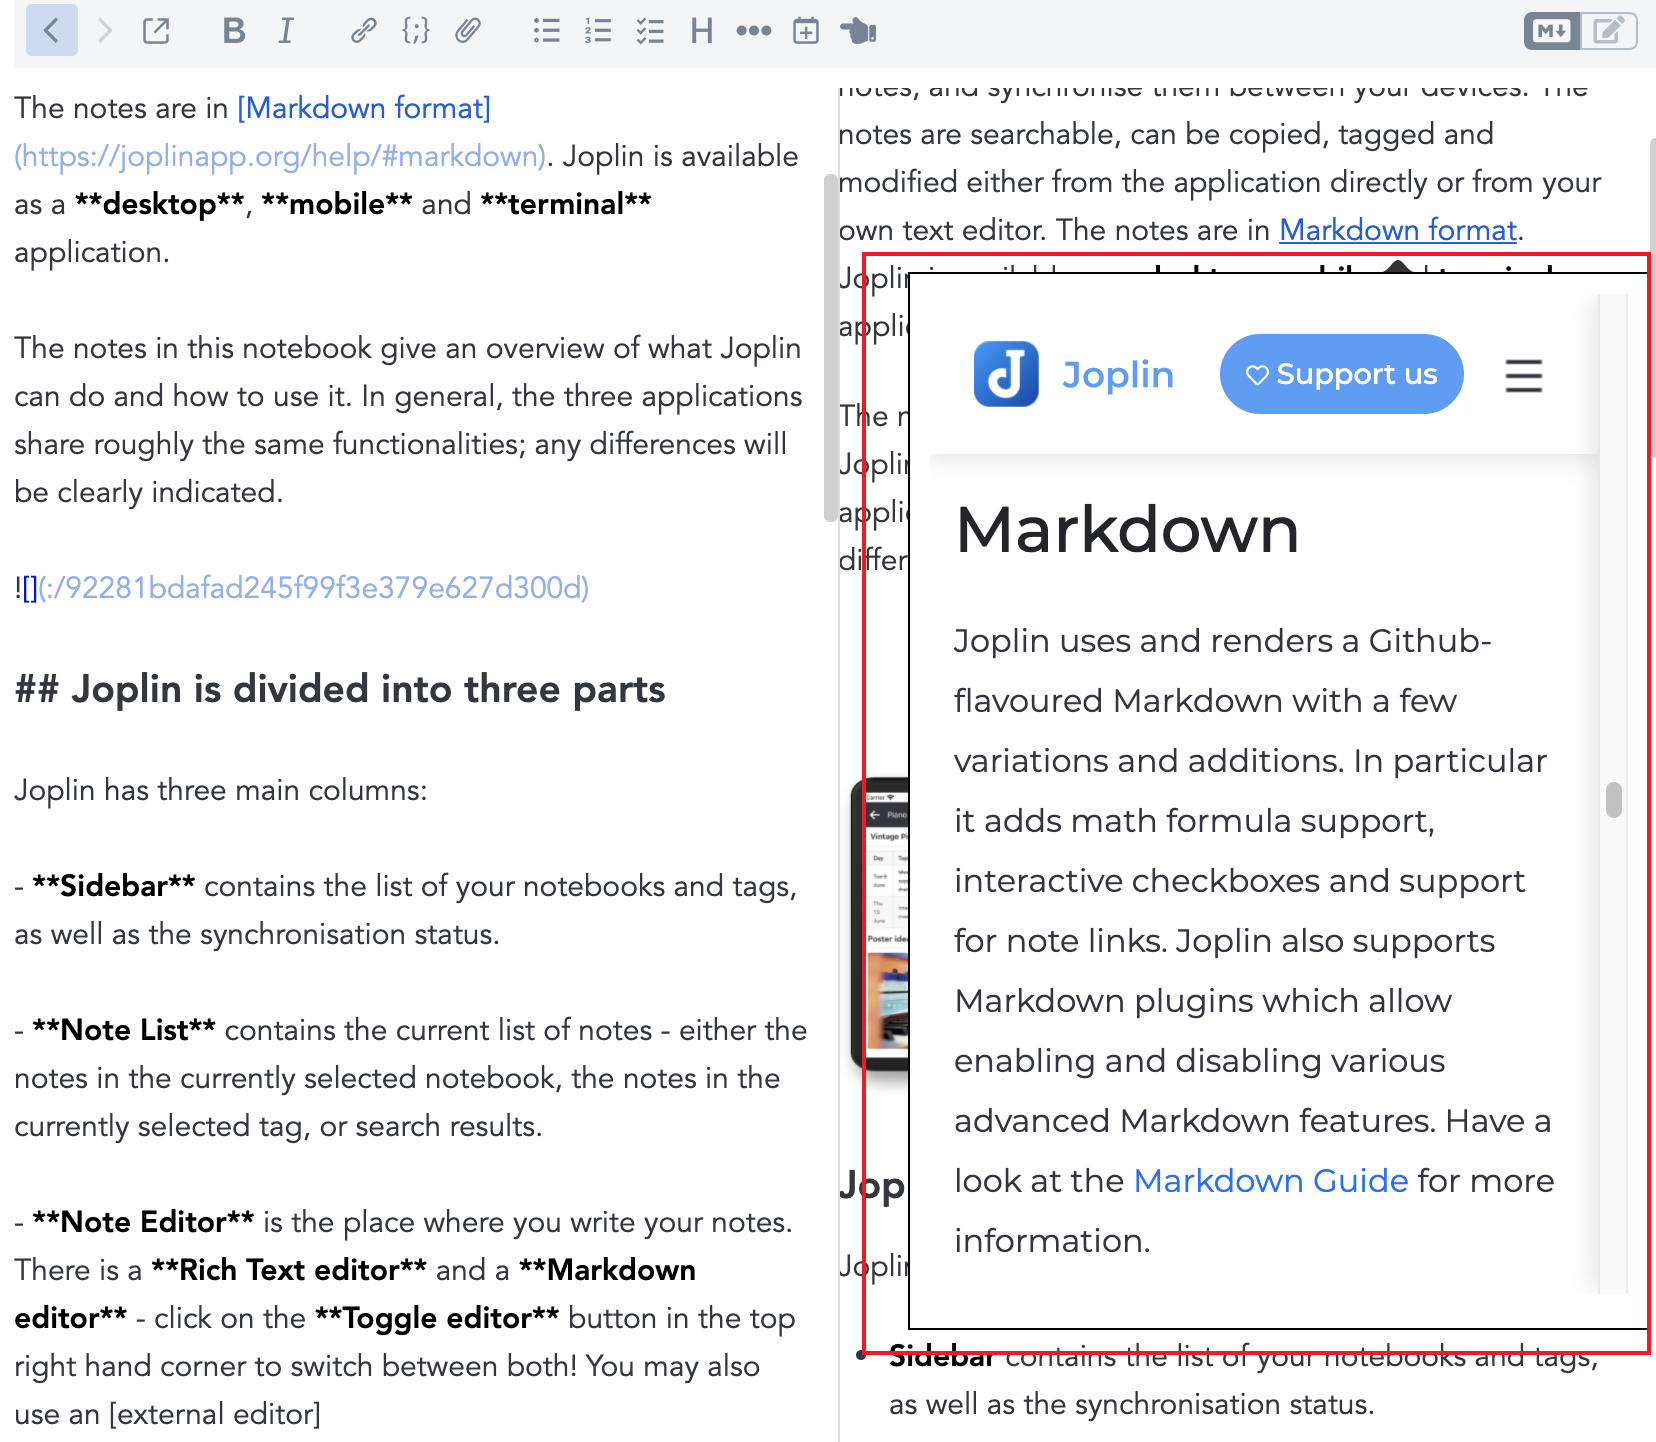 B I H M↓
The notes are in [Markdown format]
(https://joplinapp.org/help/#markdown). Joplin is available
as a **desktop**, **mobile** and **terminal**
application.
The notes in this notebook give an overview of what Joplin
can do and how to use it. In general, the three applications
share roughly the same functionalities; any differences will
be clearly indicated.
![](:/92281bdafad245f99f3e379e627d300d)
## Joplin is divided into three parts
Joplin has three main columns:
- **Sidebar** contains the list of your notebooks and tags,
as well as the synchronisation status.
- **Note List** contains the current list of notes - either the
notes in the currently selected notebook, the notes in the
currently selected tag, or search results.
- **Note Editor** is the place where you write your notes.
There is a **Rich Text editor** and a **Markdown
editor** - click on the **Toggle editor** button in the top
right hand corner to switch between both! You may also
use an [external editor]
notes, and synchronise them between your devices. The
notes are searchable, can be copied, tagged and
modified either from the application directly or from your
own text editor. The notes are in Markdown format.
Joplin
The
Joplin
Carrier
Vintage
Day
June
Thu
10
June
Poster
Joplin
Support us
Markdown
Joplin uses and renders a Github-
flavoured Markdown with a few
variations and additions. In particular
it adds math formula support,
interactive checkboxes and support
for note links. Joplin also supports
Markdown plugins which allow
enabling and disabling various
advanced Markdown features. Have a
look at the Markdown Guide for more
information.
• Sidebar contains the list of your notebooks and tags,
as well as the synchronisation status.